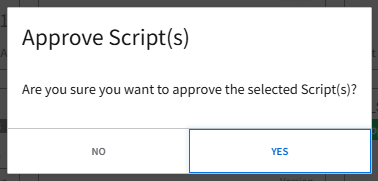 Approve Script(s)
Are you sure you want to approve the selected Script(s)?
NO
YES